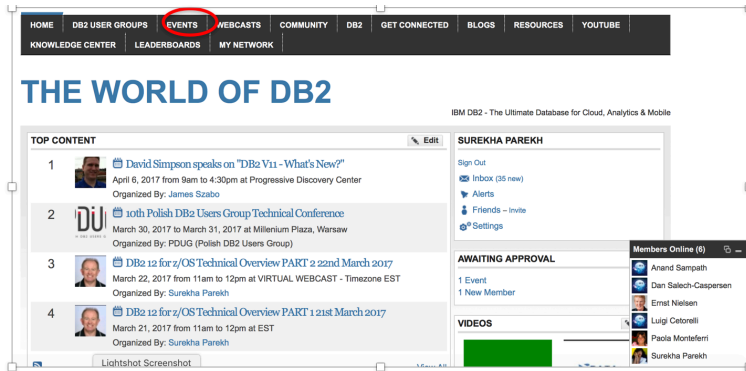 HOME DB2 USER GROUPS EVENTS WEBCASTS COMMUNITY DB2 GET CONNECTED BLOGS RESOURCES YOUTUBE
KNOWLEDGE CENTER LEADERBOARDS MY NETWORK
THE WORLD OF DB2
IBM DB2 - The Ultimate Database for Cloud, Analytics & Mobile
TOP CONTENT
Edit
1
David Simpson speaks on "DB2 V11 - What's New?"
April 6, 2017 from 9am to 4:30pm at Progressive Discovery Center
Organized By: James Szabo
2
10th Polish DB2 Users Group Technical Conference
March 30, 2017 to March 31, 2017 at Millenium Plaza, Warsaw
Organized By: PDUG (Polish DB2 Users Group)
3
DB2 12 for z/OS Technical Overview PART 2 22nd March 2017
March 22, 2017 from 11am to 12pm at VIRTUAL WEBCAST - Timezone EST
Organized By: Surekha Parekh
4
DB2 12 for z/OS Technical Overview PART 1 21st March 2017
March 21, 2017 from 11am to 12pm at EST
Organized By: Surekha Parekh
Lightshot Screenshot
View All
SUREKHA PAREKH
Sign Out
Inbox (35 new)
Alerts
Friends – Invite
Settings
AWAITING APPROVAL
1 Event
1 New Member
VIDEOS
Members Online (6)
Anand Sampath
Dan Salech-Caspersen
Ernst Nielsen
Luigi Cetorelli
Paola Monteferri
Surekha Parekh